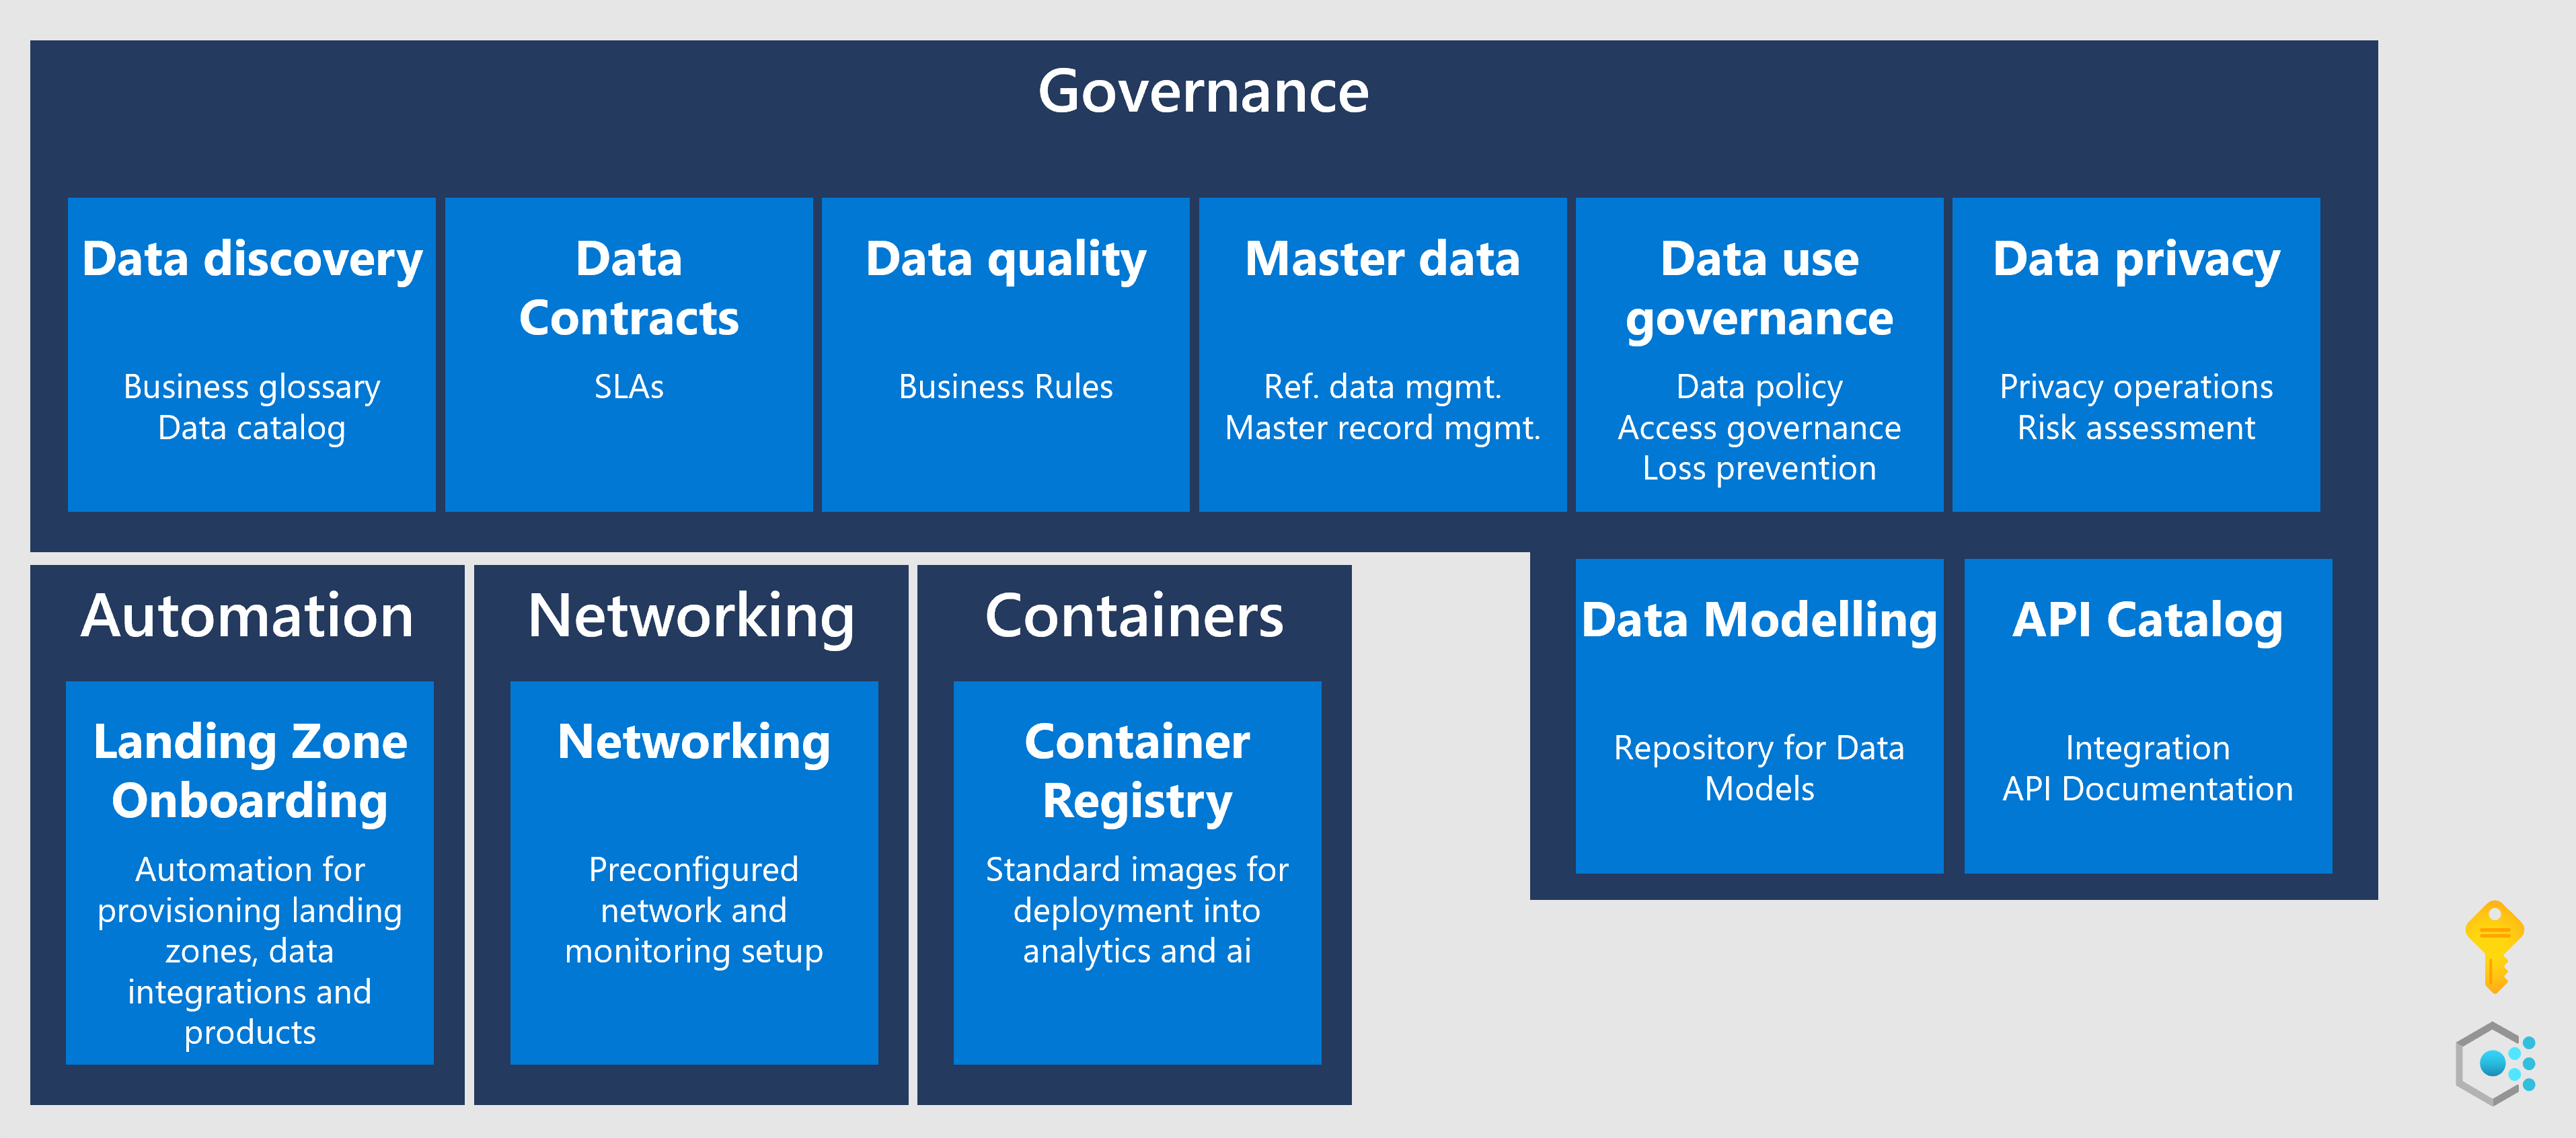 Governance
Data discovery
Business glossary
Data catalog
Data
Contracts
SLAs
Data quality
Business Rules
Master data
Ref. data mgmt.
Master record mgmt.
Data use
governance
Data policy
Access governance
Loss prevention
Data privacy
Privacy operations
Risk assessment
Automation
Landing Zone
Onboarding
Automation for
provisioning landing
zones, data
integrations and
products
Networking
Networking
Preconfigured
network and
monitoring setup
Containers
Container
Registry
Standard images for
deployment into
analytics and ai
Data Modelling
Repository for Data
Models
API Catalog
Integration
API Documentation